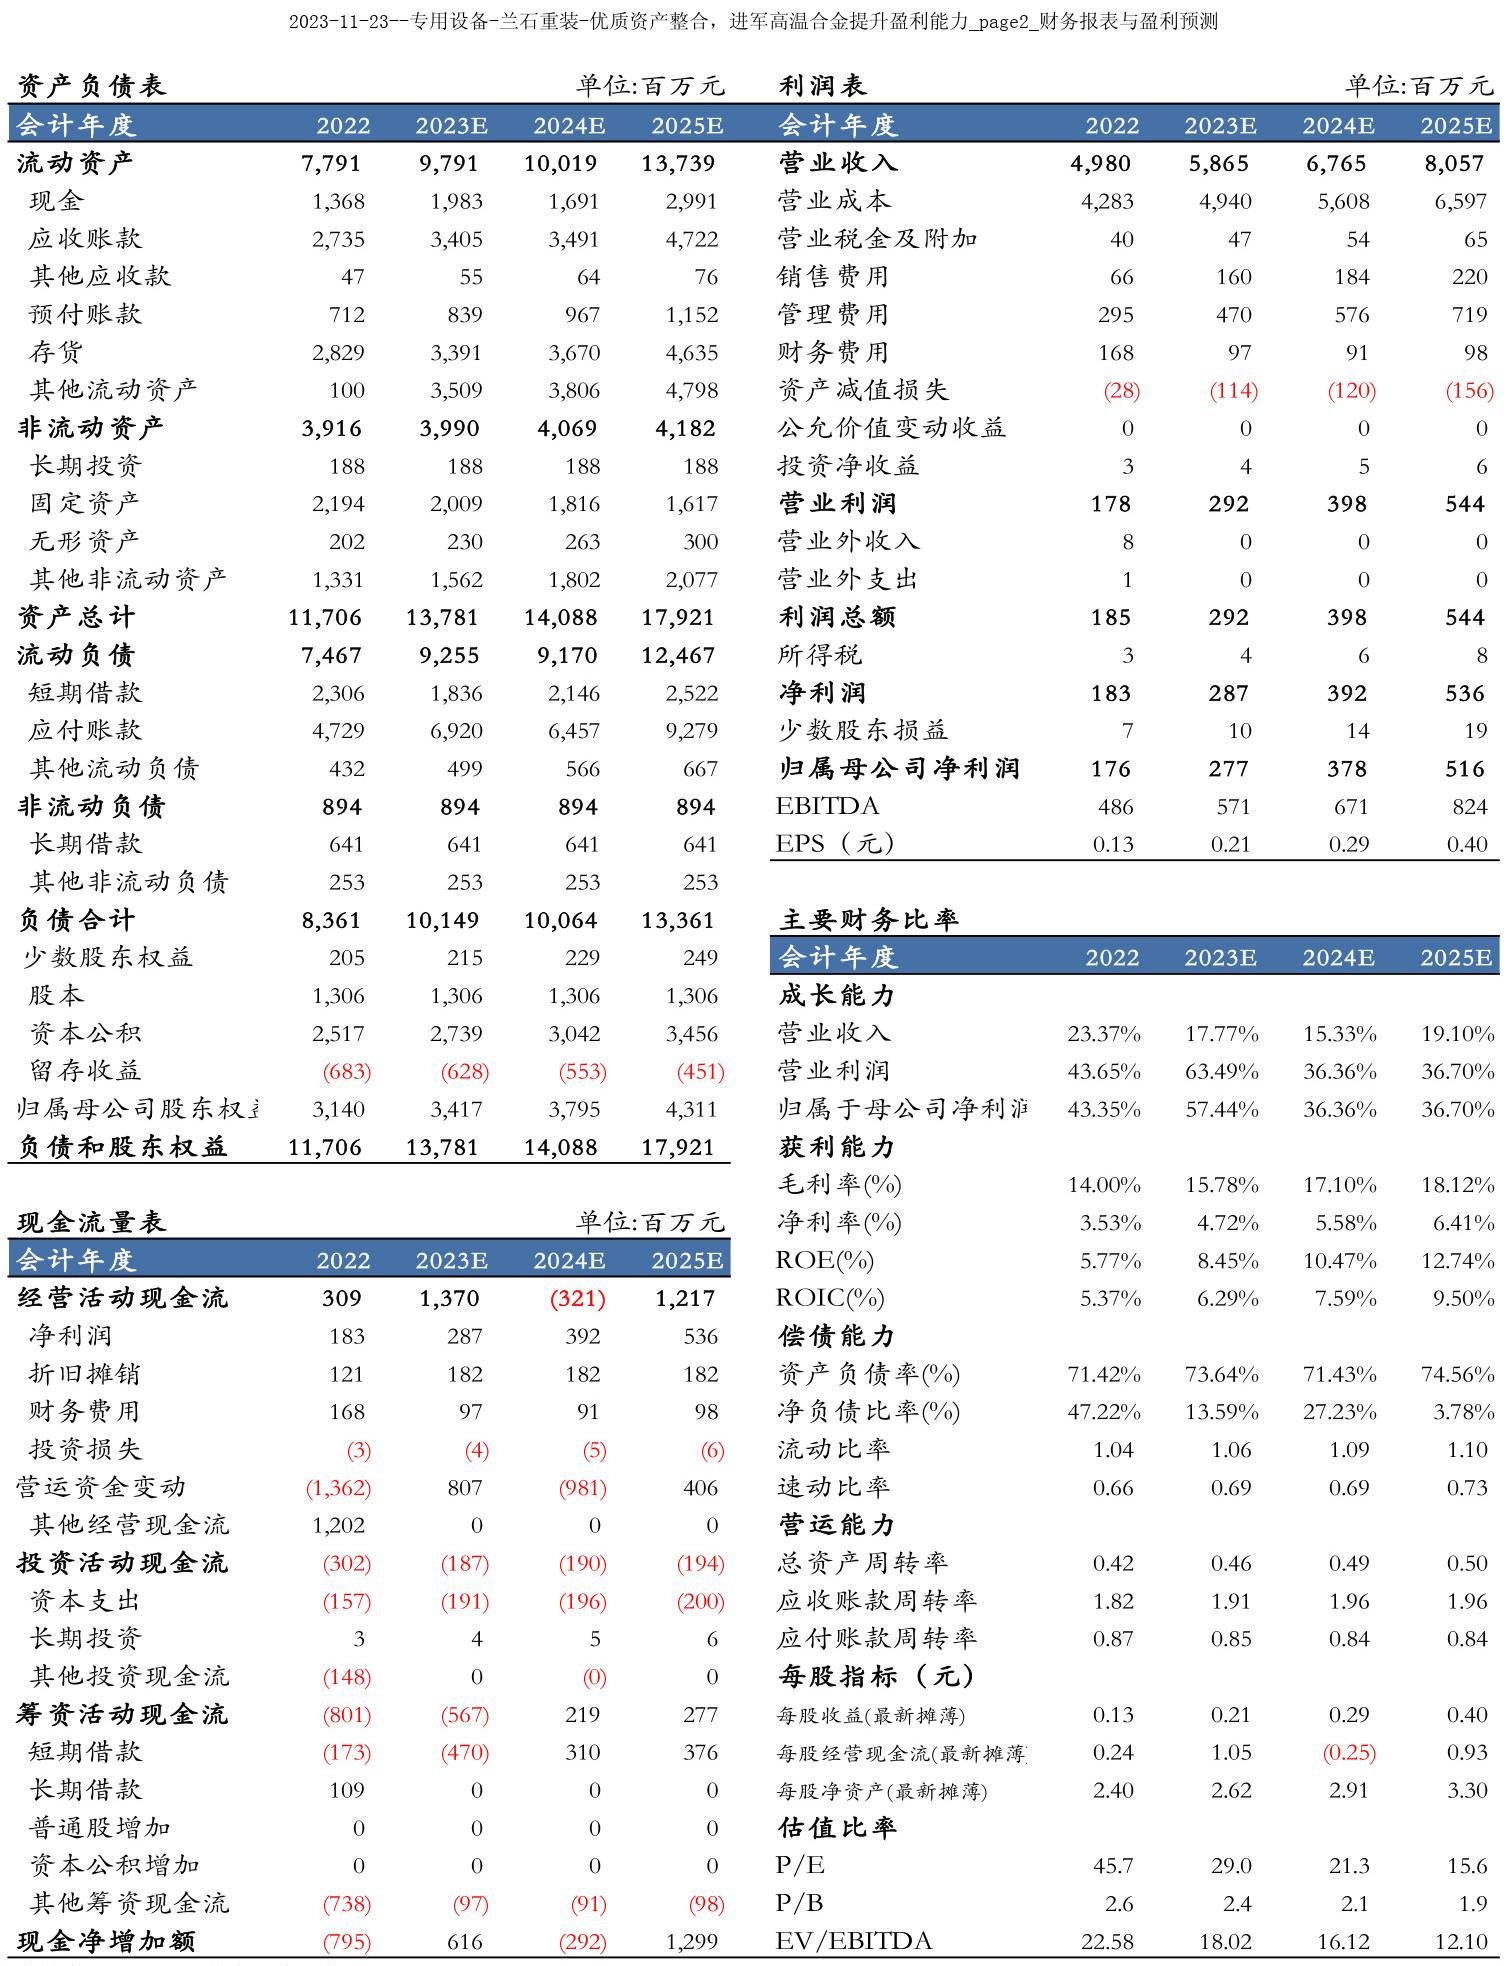 2023-11-23--专用设备-兰石重装-优质资产整合，进军高温合金提升盈利能力_page2_财务报表与盈利预测
资产负债表 单位:百万元
会计年度 2022 2023E 2024E 2025E
流动资产 7,791 9,791 10,019 13,739
现金 1,368 1,983 1,691 2,991
应收账款 2,735 3,405 3,491 4,722
其他应收款 47 55 64 76
预付账款 712 839 967 1,152
存货 2,829 3,391 3,670 4,635
其他流动资产 100 3,509 3,806 4,798
非流动资产 3,916 3,990 4,069 4,182
长期投资 188 188 188 188
固定资产 2,194 2,009 1,816 1,617
无形资产 202 230 263 300
其他非流动资产 1,331 1,562 1,802 2,077
资产总计 11,706 13,781 14,088 17,921
流动负债 7,467 9,255 9,170 12,467
短期借款 2,306 1,836 2,146 2,522
应付账款 4,729 6,920 6,457 9,279
其他流动负债 432 499 566 667
非流动负债 894 894 894 894
长期借款 641 641 641 641
其他非流动负债 253 253 253 253
负债合计 8,361 10,149 10,064 13,361
少数股东权益 205 215 229 249
股本 1,306 1,306 1,306 1,306
资本公积 2,517 2,739 3,042 3,456
留存收益 (683) (628) (553) (451)
归属母公司股东权 3,140 3,417 3,795 4,311
负债和股东权益 11,706 13,781 14,088 17,921
现金流量表 单位:百万元
会计年度 2022 2023E 2024E 2025E
经营活动现金流 309 1,370 (321) 1,217
净利润 183 287 392 536
折旧摊销 121 182 182 182
财务费用 168 97 91 98
投资损失 (3) (4) (5) (6)
营运资金变动 (1,362) 807 (981) 406
其他经营现金流 1,202 0 0 0
投资活动现金流 (302) (187) (190) (194)
资本支出 (157) (191) (196) (200)
长期投资 3 4 5 6
其他投资现金流 (148) 0 (0) 0
筹资活动现金流 (801) (567) 219 277
短期借款 (173) (470) 310 376
长期借款 109 0 0 0
普通股增加 0 0 0 0
资本公积增加 0 0 0 0
其他筹资现金流 (738) (97) (91) (98)
现金净增加额 (795) 616 (292) 1,299
利润表 单位:百万元
会计年度 2022 2023E 2024E 2025E
营业收入 4,980 5,865 6,765 8,057
营业成本 4,283 4,940 5,608 6,597
营业税金及附加 40 47 54 65
销售费用 66 160 184 220
管理费用 295 470 576 719
财务费用 168 97 91 98
资产减值损失 (28) (114) (120) (156)
公允价值变动收益 0 0 0 0
投资净收益 3 4 5 6
营业利润 178 292 398 544
营业外收入 8 0 0 0
营业外支出 1 0 0 0
利润总额 185 292 398 544
所得税 3 4 6 8
净利润 183 287 392 536
少数股东损益 7 10 14 19
归属母公司净利润 176 277 378 516
EBITDA 486 571 671 824
EPS（元） 0.13 0.21 0.29 0.40
主要财务比率
会计年度 2022 2023E 2024E 2025E
成长能力
营业收入 23.37% 17.77% 15.33% 19.10%
营业利润 43.65% 63.49% 36.36% 36.70%
归属于母公司净利润 43.35% 57.44% 36.36% 36.70%
获利能力
毛利率(%) 14.00% 15.78% 17.10% 18.12%
净利率(%) 3.53% 4.72% 5.58% 6.41%
ROE(%) 5.77% 8.45% 10.47% 12.74%
ROIC(%) 5.37% 6.29% 7.59% 9.50%
偿债能力
资产负债率(%) 71.42% 73.64% 71.43% 74.56%
净负债比率(%) 47.22% 13.59% 27.23% 3.78%
流动比率 1.04 1.06 1.09 1.10
速动比率 0.66 0.69 0.69 0.73
营运能力
总资产周转率 0.42 0.46 0.49 0.50
应收账款周转率 1.82 1.91 1.96 1.96
应付账款周转率 0.87 0.85 0.84 0.84
每股指标（元）
每股收益(最新摊薄) 0.13 0.21 0.29 0.40
每股经营现金流(最新摊薄 0.24 1.05 (0.25) 0.93
每股净资产(最新摊薄) 2.40 2.62 2.91 3.30
估值比率
P/E 45.7 29.0 21.3 15.6
P/B 2.6 2.4 2.1 1.9
EV/EBITDA 22.58 18.02 16.12 12.10